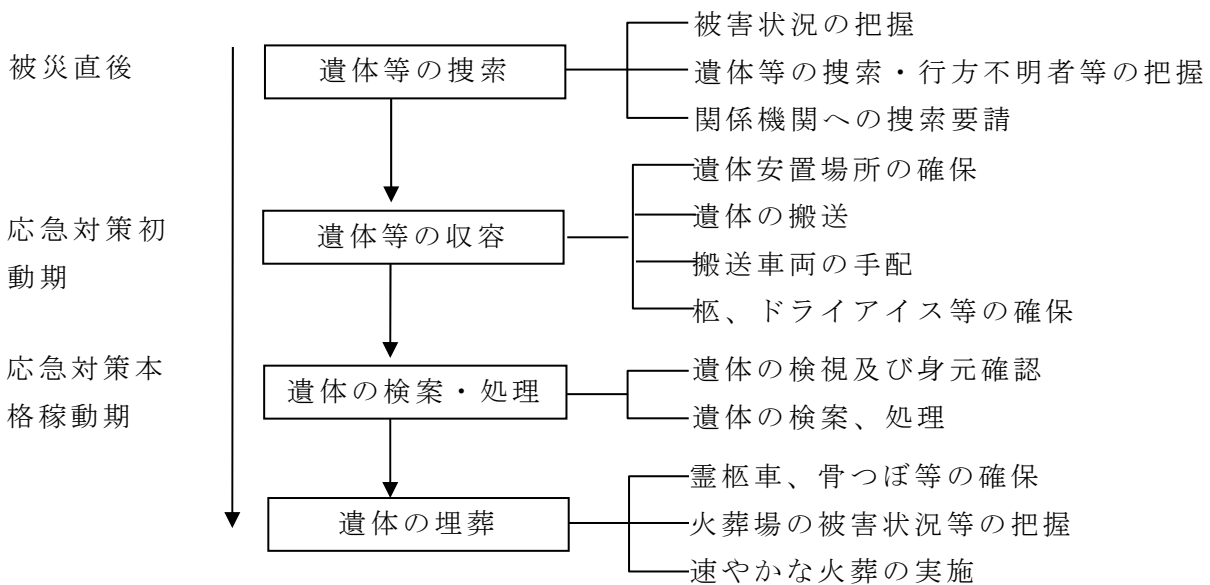 被災直後
遺体等の捜索
被害状況の把握
遺体等の捜索・行方不明者等の把握
関係機関への捜索要請
応急対策初
動期
遺体等の収容
遺体安置場所の確保
遺体の搬送
搬送車両の手配
柩、ドライアイス等の確保
応急対策本
格稼動期
遺体の検案・処理
遺体の検視及び身元確認
遺体の検案、処理
遺体の埋葬
霊柩車、骨つぼ等の確保
火葬場の被害状況等の把握
速やかな火葬の実施